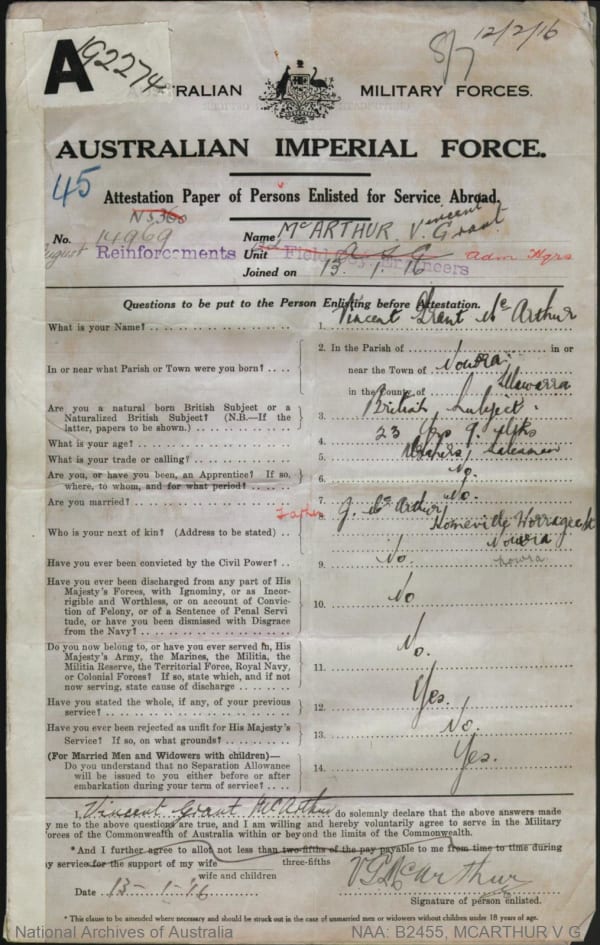 A 192274
8/7 12/2/16
AUSTRALIAN MILITARY FORCES.
AUSTRALIAN IMPERIAL FORCE.
45
Attestation Paper of Persons Enlisted for Service Abroad.
No. 14969 Name McARTHUR, Vincent Grant.
August Reinforcements Unit Field Engineers Adm Hqrs
Joined on 13.1.16
Questions to be put to the Person Enlisting before Attestation.
What is your Name? 1. Vincent Grant McArthur
In or near what Parish or Town were you born? 2. In the Parish of in or
near the Town of Nowra
in the County of Illawarra
Are you a natural born British Subject or a
Naturalized British Subject? (N.B.—If the
latter, papers to be shown.) 3. British Subject.
What is your age? 4. 23 yrs 9 mths
What is your trade or calling? 5. Salesman
Are you, or have you been, an Apprentice? If so,
where, to whom, and for what period? 6. No.
Are you married? 7. No.
Who is your next of kin? (Address to be stated) Father J. McArthur
Nowra
Nowra
Have you ever been convicted by the Civil Power? 9. No.
Have you ever been discharged from any part of His
Majesty's Forces, with Ignominy, or as Incor-
rigible and Worthless, or on account of Convic-
tion of Felony, or of a Sentence of Penal Servi-
tude, or have you been dismissed with Disgrace
from the Navy? 10. No
Do you now belong to, or have you ever served in, His
Majesty's Army, the Marines, the Militia, the
Militia Reserve, the Territorial Force, Royal Navy,
or Colonial Forces? If so, state which, and if not
now serving, state cause of discharge 11. No.
Have you stated the whole, if any, of your previous
service? 12. Yes.
Have you ever been rejected as unfit for His Majesty's
Service? If so, on what grounds? 13. No.
(For Married Men and Widowers with children)—
Do you understand that no Separation Allowance
will be issued to you either before or after
embarkation during your term of service? 14. Yes.
I, Vincent Grant McArthur do solemnly declare that the above answers made
by me to the above questions are true, and I am willing and hereby voluntarily agree to serve in the Military
Forces of the Commonwealth of Australia within or beyond the limits of the Commonwealth.
*And I further agree to allot not less than two-fifths of the pay payable to me from time to time during
my service for the support of my wife three-fifths
wife and children
Date 13-1-16 V G McArthur
Signature of person enlisted.
* This clause to be amended where necessary and should be struck out in the case of unmarried men or widowers without children under 18 years of age.
National Archives of Australia NAA: B2455, MCARTHUR V G